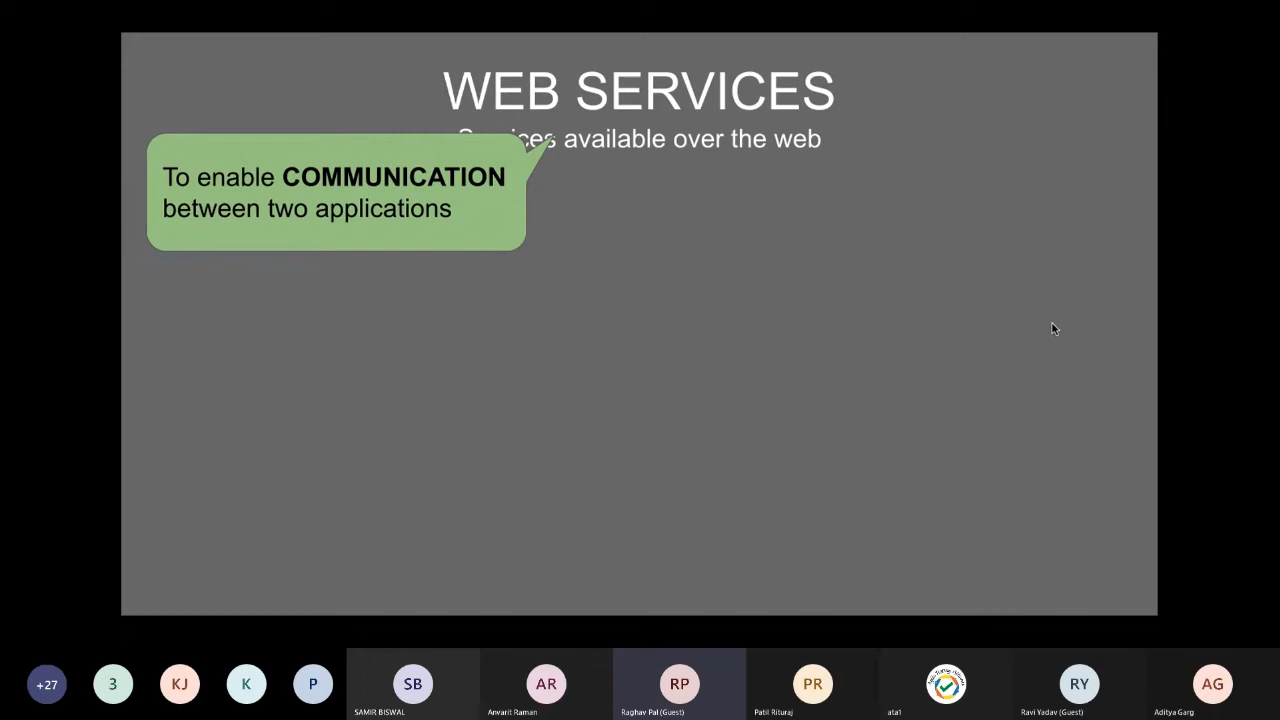 WEB SERVICES
Services available over the web
To enable COMMUNICATION
between two applications
+27
3
KJ
K
P
SB
SAMIR BISWAL
AR
Anvarit Raman
RP
Raghav Pal (Guest)
PR
Patil Rituraj
ata1
RY
Ravi Yadav (Guest)
AG
Aditya Garg